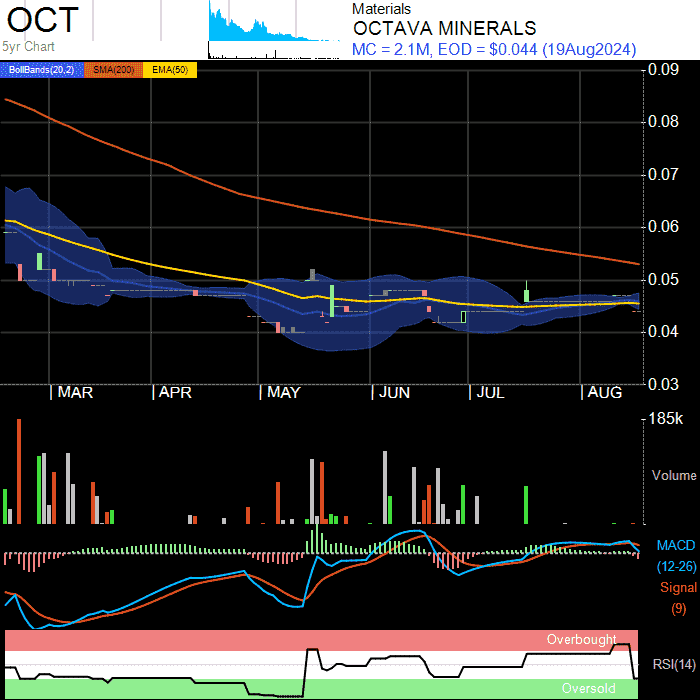 OCT
5yr Chart
Materials
OCTAVA MINERALS
MC = 2.1M, EOD = $0.044 (19Aug2024)
BollBands(20,2) SMA(200) EMA(50)
0.09
0.08
0.07
0.06
0.05
0.04
0.03
MAR APR MAY JUN JUL AUG
185k
Volume
MACD
(12-26)
Signal
(9)
Overbought
RSI(14)
Oversold